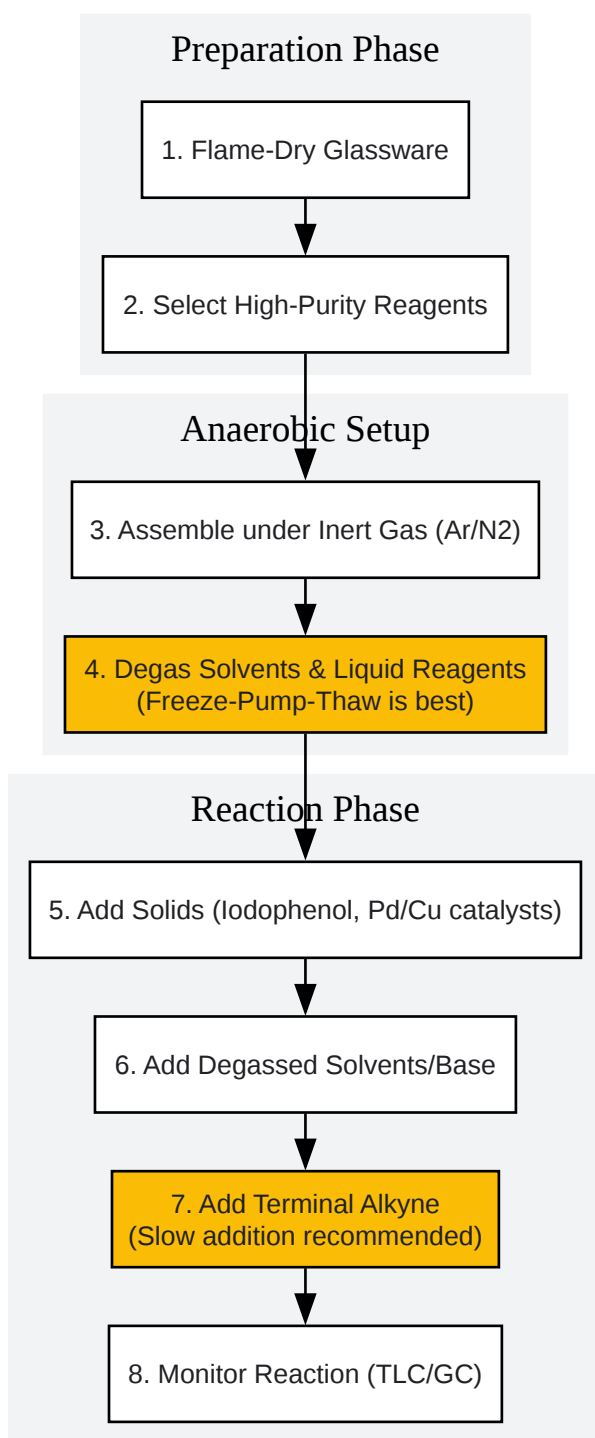 Preparation Phase
1. Flame-Dry Glassware
2. Select High-Purity Reagents
Anaerobic Setup
3. Assemble under Inert Gas (Ar/N2)
4. Degas Solvents & Liquid Reagents
(Freeze-Pump-Thaw is best)
Reaction Phase
5. Add Solids (Iodophenol, Pd/Cu catalysts)
6. Add Degassed Solvents/Base
7. Add Terminal Alkyne
(Slow addition recommended)
8. Monitor Reaction (TLC/GC)